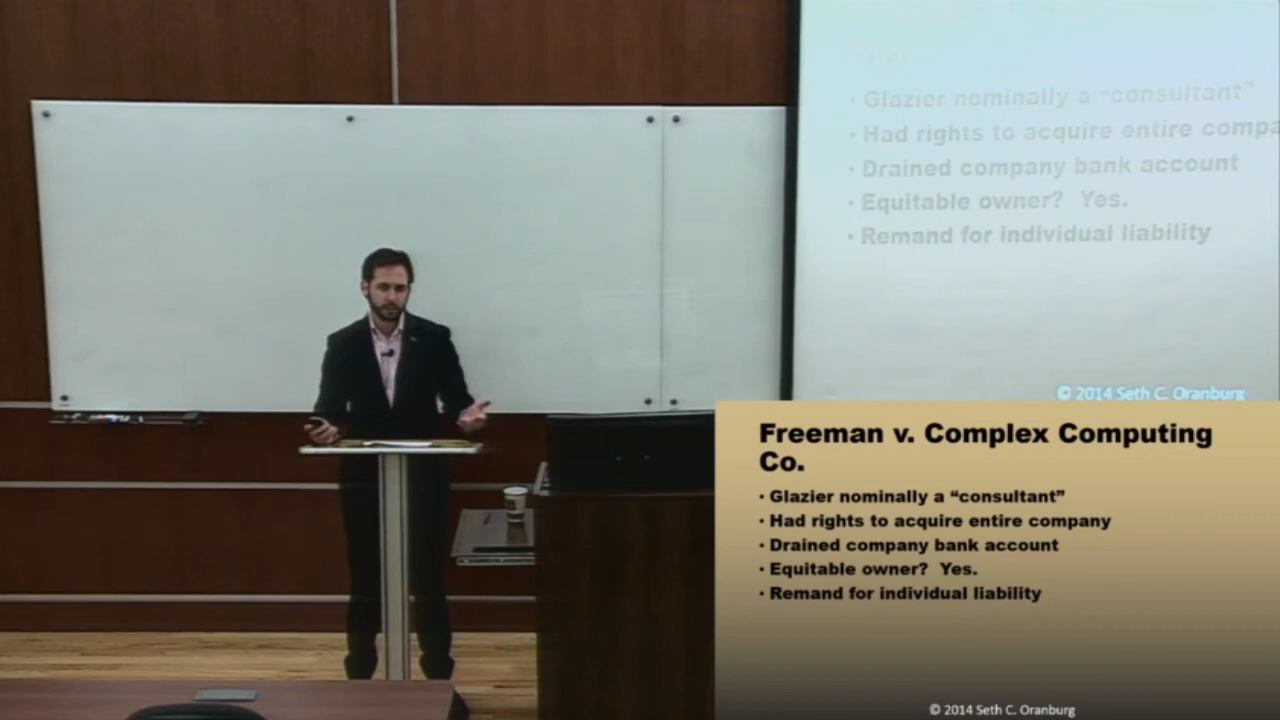 · Glazier nominally a “consultant”
· Had rights to acquire entire compa
· Drained company bank account
· Equitable owner? Yes.
· Remand for individual liability
© 2014 Seth C. Oranburg
Freeman v. Complex Computing
Co.
· Glazier nominally a “consultant”
· Had rights to acquire entire company
· Drained company bank account
· Equitable owner? Yes.
· Remand for individual liability
© 2014 Seth C. Oranburg